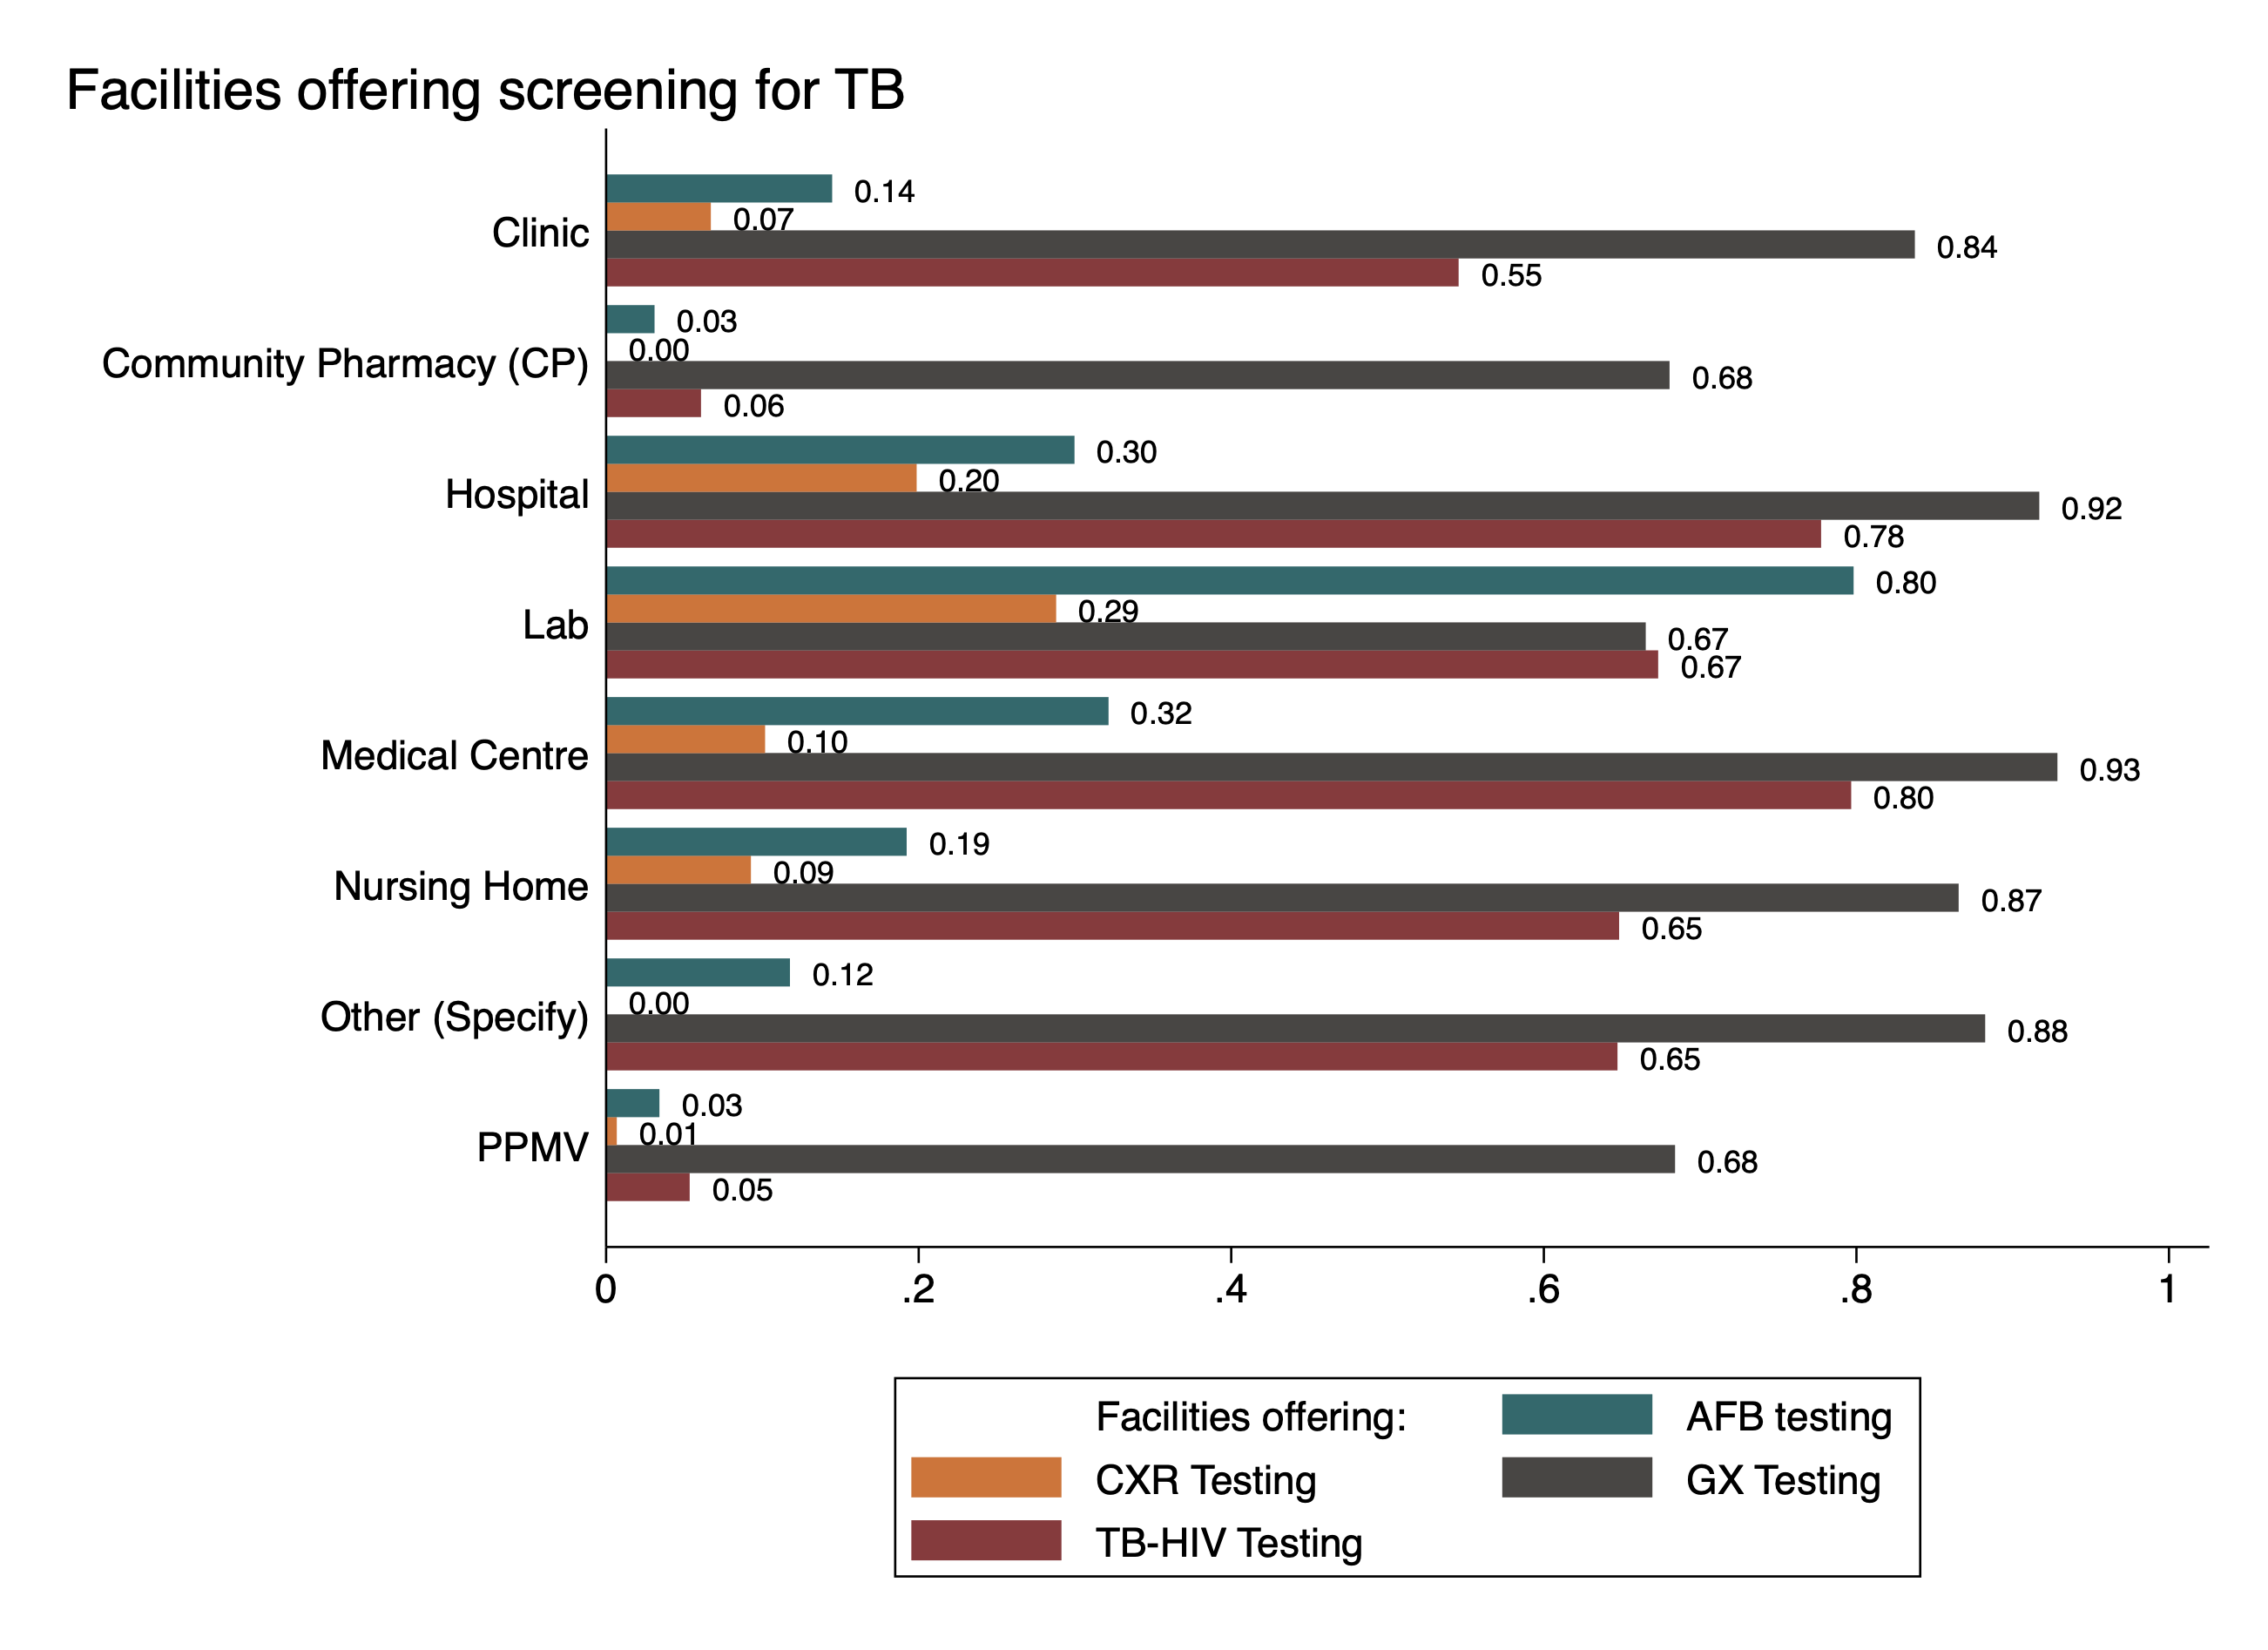 Facilities offering screening for TB
Clinic
0.14
0.07
0.84
0.55
Community Pharmacy (CP)
0.03
0.00
0.68
0.06
Hospital
0.30
0.20
0.92
0.78
Lab
0.80
0.29
0.67
0.67
Medical Centre
0.32
0.10
0.93
0.80
Nursing Home
0.19
0.09
0.87
0.65
Other (Specify)
0.12
0.00
0.88
0.65
PPMV
0.03
0.01
0.68
0.05
0 .2 .4 .6 .8 1
Facilities offering: AFB testing
CXR Testing GX Testing
TB-HIV Testing